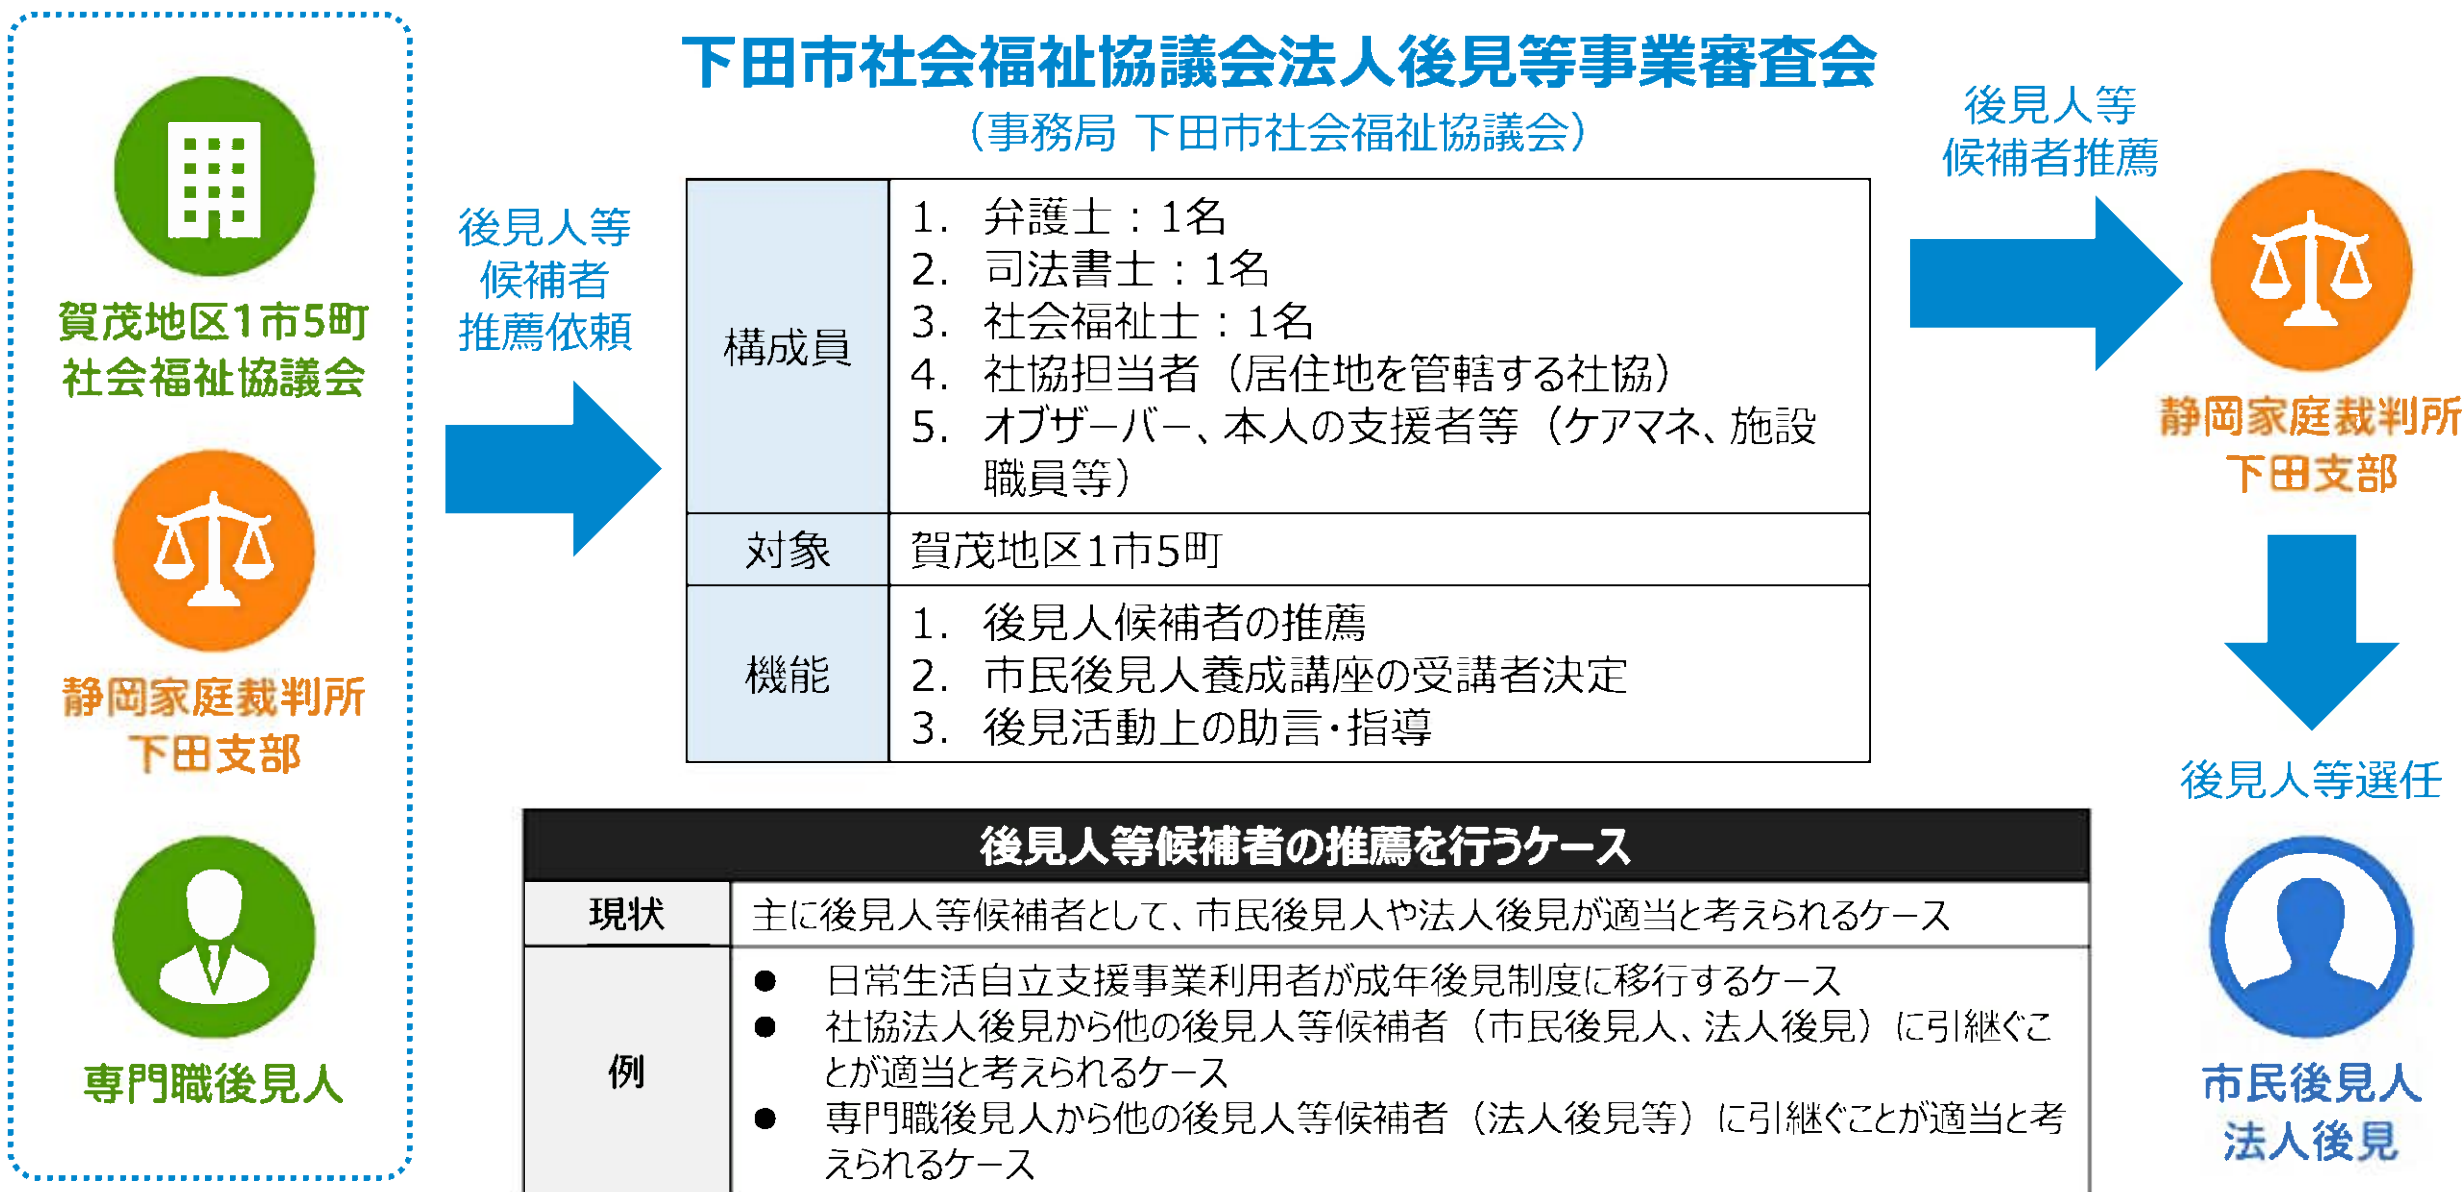 賀茂地区1市5町
社会福祉協議会
静岡家庭裁判所
下田支部
専門職後見人
後見人等
候補者
推薦依頼
下田市社会福祉協議会法人後見等事業審査会
（事務局 下田市社会福祉協議会）
構成員
1. 弁護士：1名
2. 司法書士：1名
3. 社会福祉士：1名
4. 社協担当者（居住地を管轄する社協）
5. オブザーバー、本人の支援者等（ケアマネ、施設
職員等）
対象
賀茂地区1市5町
機能
1. 後見人候補者の推薦
2. 市民後見人養成講座の受講者決定
3. 後見活動上の助言・指導
後見人等候補者の推薦を行うケース
現状
主に後見人等候補者として、市民後見人や法人後見が適当と考えられるケース
例
● 日常生活自立支援事業利用者が成年後見制度に移行するケース
● 社協法人後見から他の後見人等候補者（市民後見人、法人後見）に引継ぐこ
とが適当と考えられるケース
● 専門職後見人から他の後見人等候補者（法人後見等）に引継ぐことが適当と考
えられるケース
後見人等
候補者推薦
静岡家庭裁判所
下田支部
後見人等選任
市民後見人
法人後見